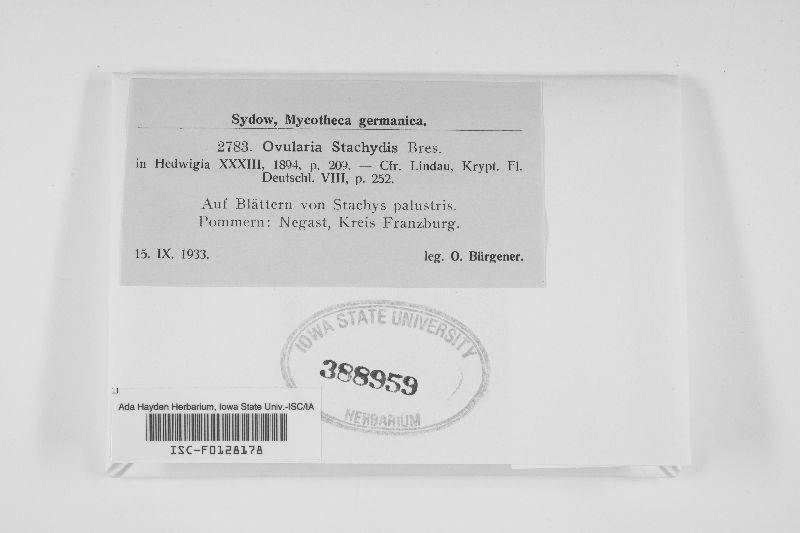 Sydow, Mycotheca germanica.
2783. Ovularia Stachydis Bres.
in Hedwigia XXXIII, 1894, p. 209. — Cfr. Lindau, Krypt. Fl.
Deutschl. VIII, p. 252.
Auf Blättern von Stachys palustris.
Pommern: Negast, Kreis Franzburg.
15. IX. 1933. leg. O. Bürgener.
IOWA STATE UNIVERSITY
388959
HERBARIUM
Ada Hayden Herbarium, Iowa State Univ.-ISC/IA
ISC-F0128178